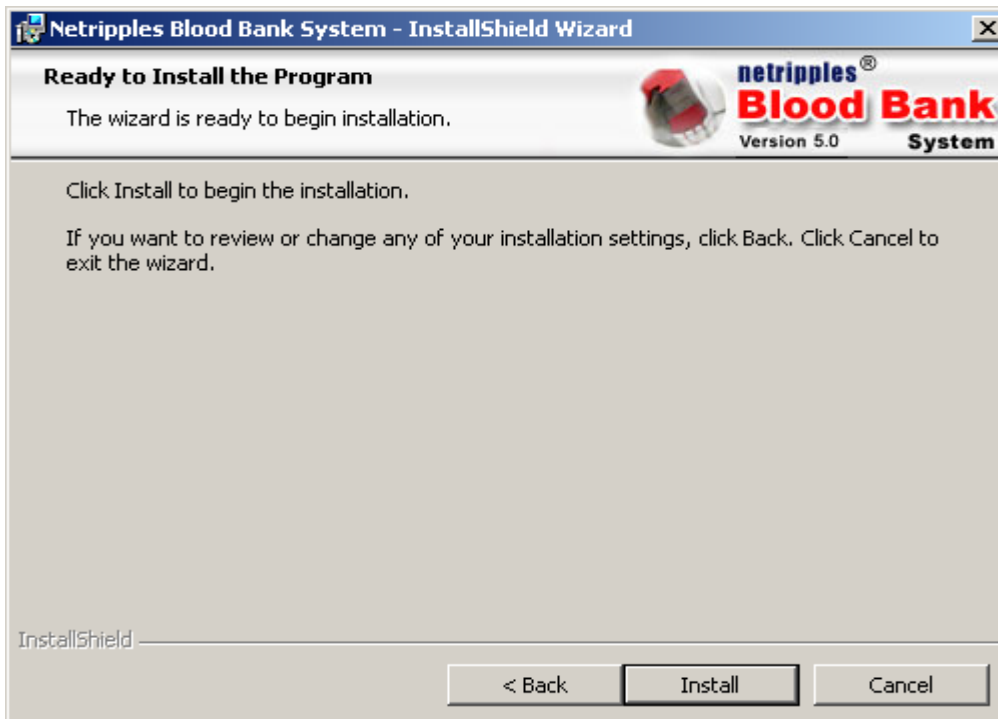 Netripples Blood Bank System - InstallShield Wizard
Ready to Install the Program
The wizard is ready to begin installation.
netripples®
Blood Bank
Version 5.0 System
Click Install to begin the installation.
If you want to review or change any of your installation settings, click Back. Click Cancel to
exit the wizard.
InstallShield
< Back Install Cancel